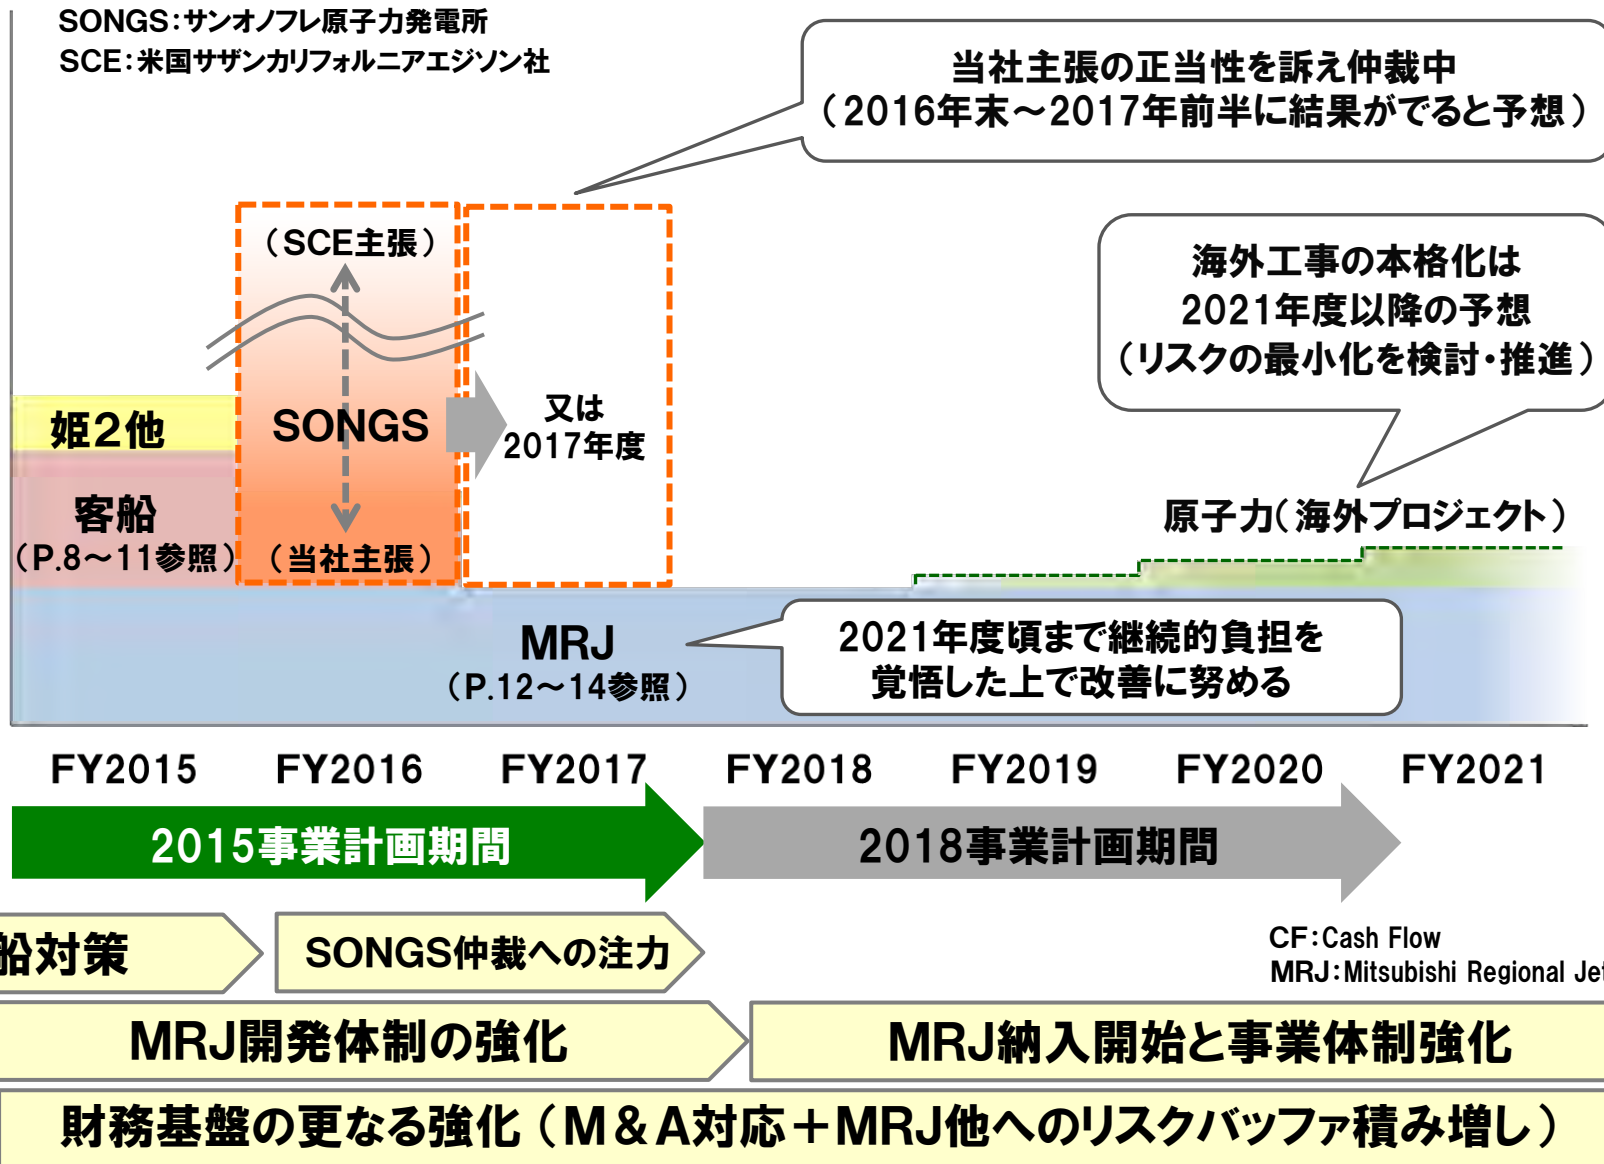 SONGS：サンオノフレ原子力発電所
SCE：米国サザンカリフォルニアエジソン社
当社主張の正当性を訴え仲裁中
（2016年末～2017年前半に結果がでると予想）
（SCE主張）
海外工事の本格化は
2021年度以降の予想
（リスクの最小化を検討・推進）
姫2他
SONGS
又は
2017年度
客船
（P.8～11参照）
（当社主張）
原子力（海外プロジェクト）
MRJ
（P.12～14参照）
2021年度頃まで継続的負担を
覚悟した上で改善に努める
FY2015 FY2016 FY2017 FY2018 FY2019 FY2020 FY2021
2015事業計画期間
2018事業計画期間
船対策
SONGS仲裁への注力
CF：Cash Flow
MRJ：Mitsubishi Regional Jet
MRJ開発体制の強化
MRJ納入開始と事業体制強化
財務基盤の更なる強化（M＆A対応＋MRJ他へのリスクバッファ積み増し）